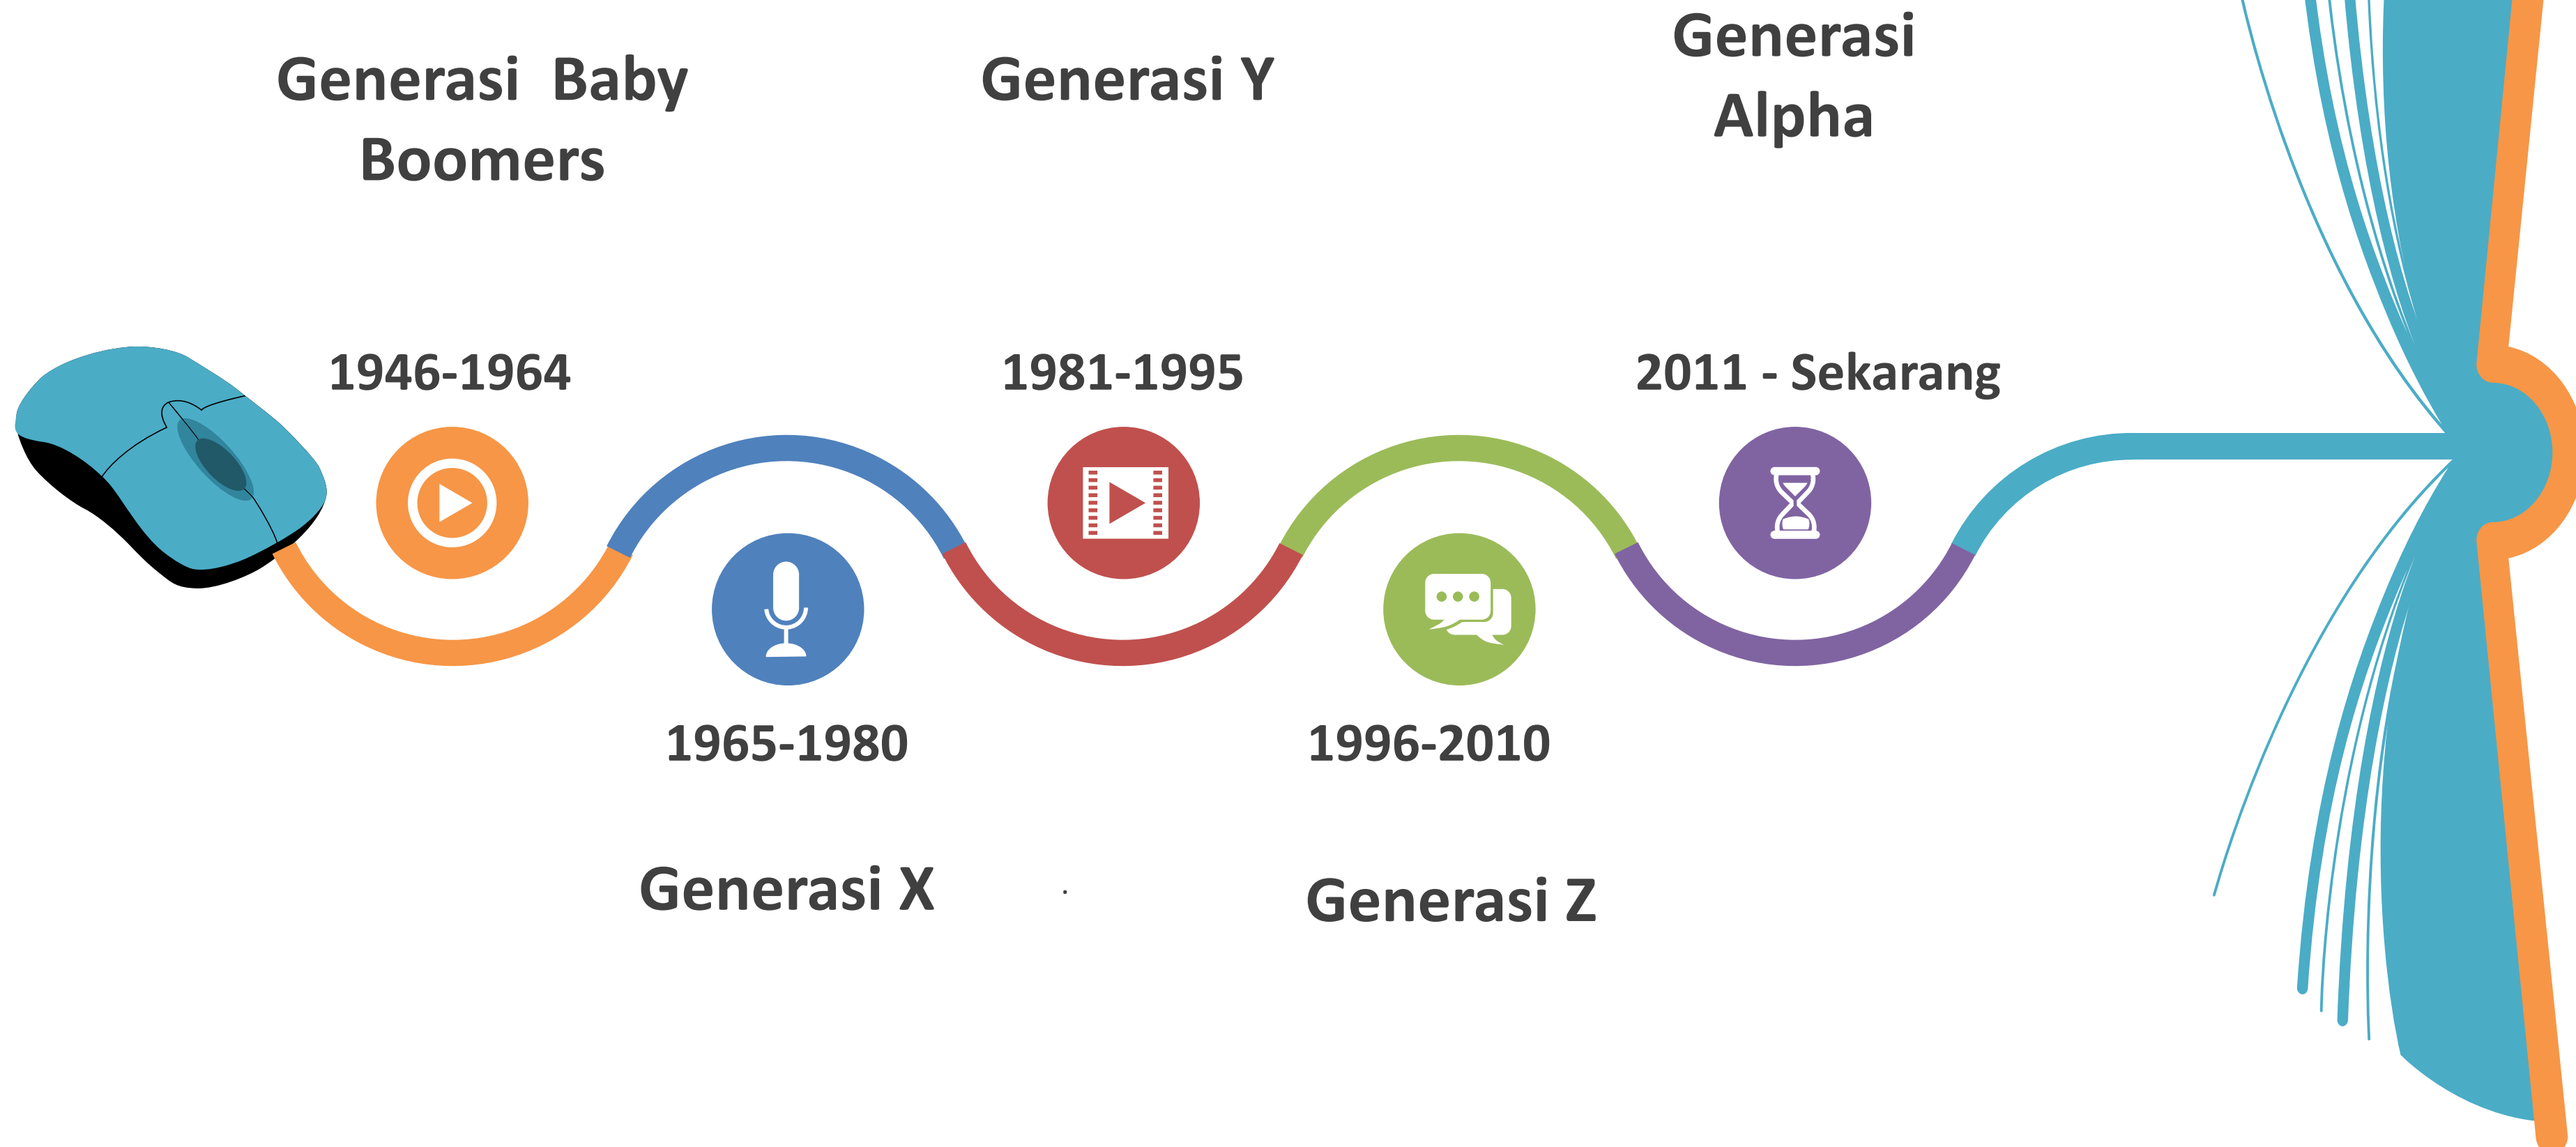 Generasi Baby
Boomers
1946-1964
1965-1980
Generasi X
Generasi Y
1981-1995
.
1996-2010
Generasi Z
Generasi
Alpha
2011 - Sekarang